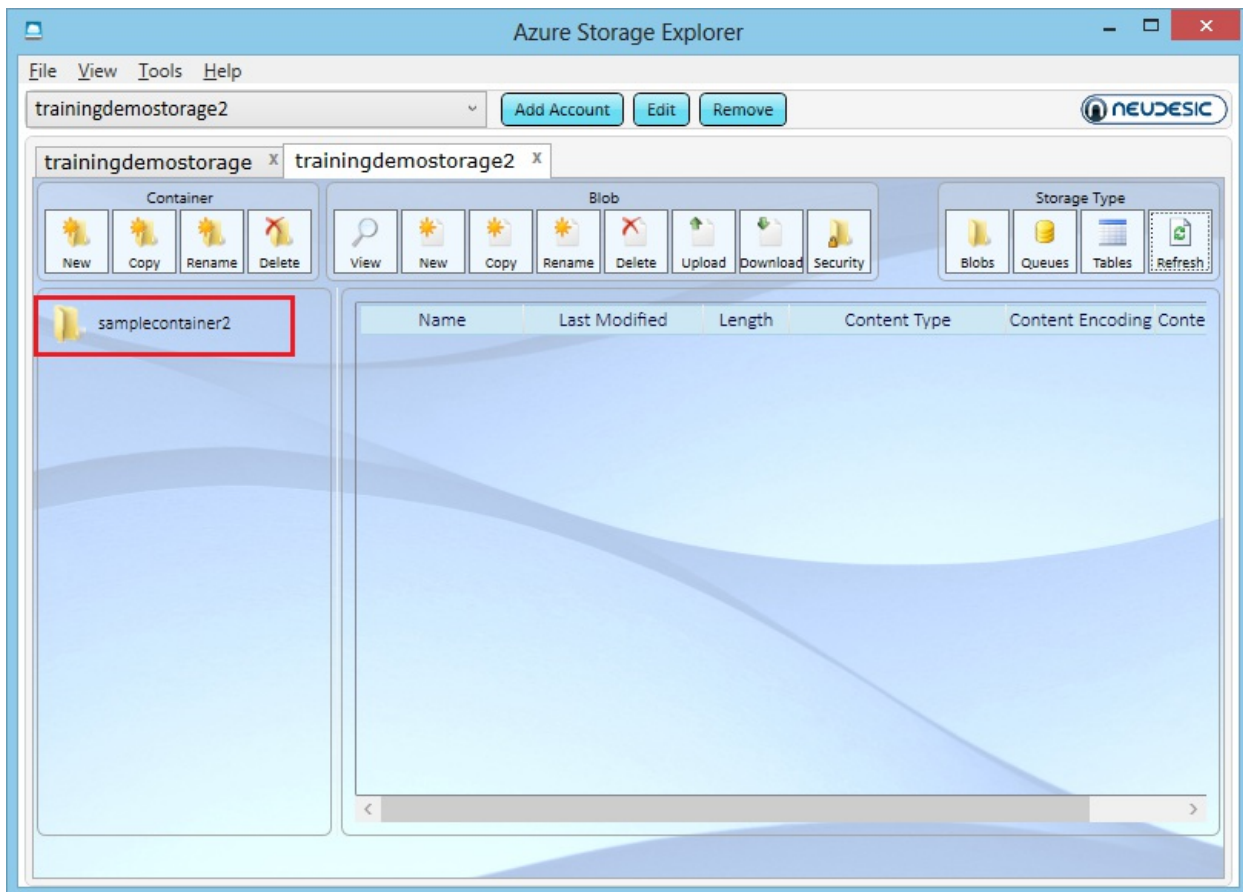 Azure Storage Explorer
File View Tools Help
trainingdemostorage2 Add Account Edit Remove NEUDESIC
trainingdemostorage x trainingdemostorage2 x
Container Blob Storage Type
New Copy Rename Delete View New Copy Rename Delete Upload Download Security Blobs Queues Tables Refresh
samplecontainer2 Name Last Modified Length Content Type Content Encoding Conte